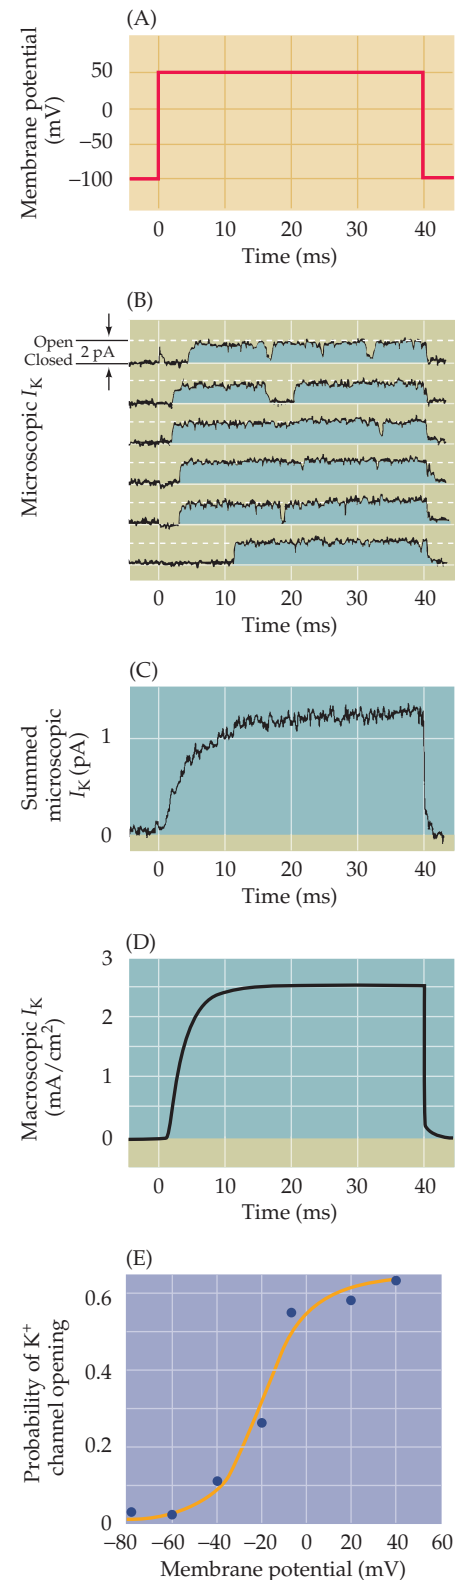 (A)
Membrane potential
(mV)
50
0
−50
−100
0 10 20 30 40
Time (ms)
(B)
Open
Closed
2 pA
Microscopic IK
0 10 20 30 40
Time (ms)
(C)
Summed
microscopic
IK (pA)
1
0
0 10 20 30 40
Time (ms)
(D)
Macroscopic IK
(mA/cm²)
3
2
1
0
0 10 20 30 40
Time (ms)
(E)
Probability of K⁺
channel opening
0.6
0.4
0.2
0
−80 −60 −40 −20 0 20 40 60
Membrane potential (mV)